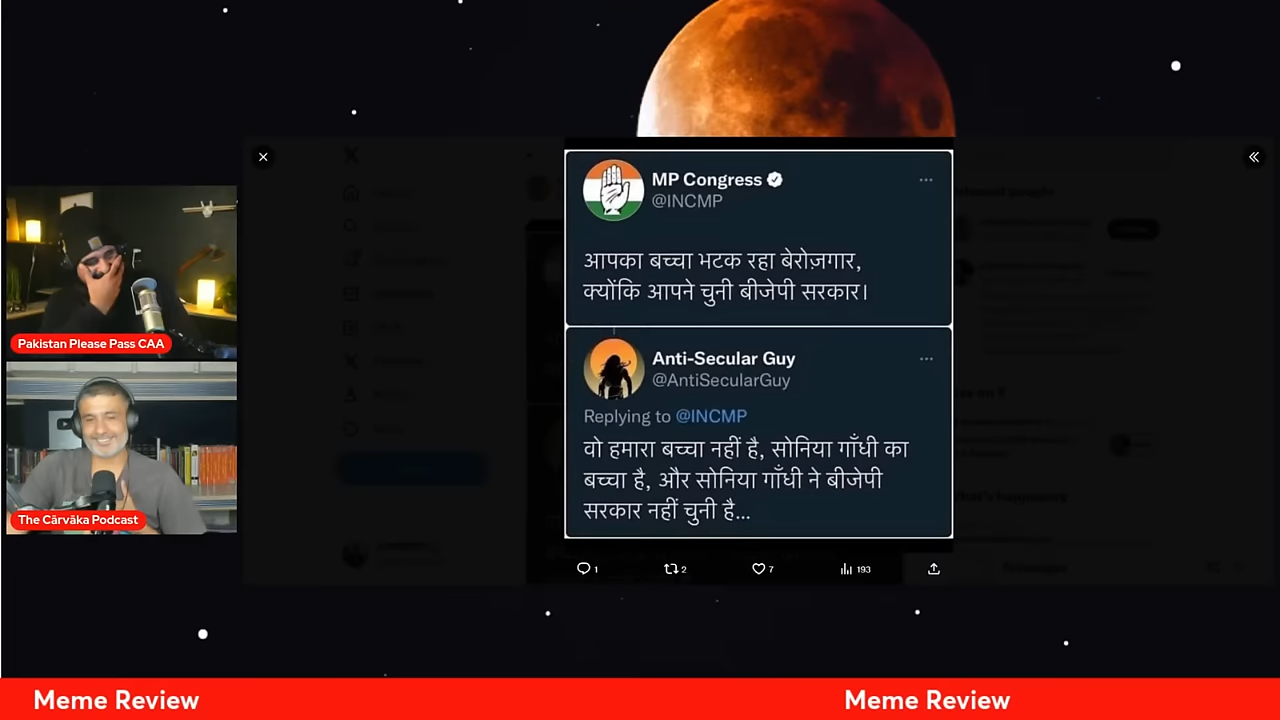 MP Congress
@INCMP
आपका बच्चा भटक रहा बेरोज़गार,
क्योंकि आपने चुनी बीजेपी सरकार।
Anti-Secular Guy
@AntiSecularGuy
Replying to @INCMP
वो हमारा बच्चा नहीं है, सोनिया गाँधी का
बच्चा है, और सोनिया गाँधी ने बीजेपी
सरकार नहीं चुनी है...
1 2 7 193
Pakistan Please Pass CAA
The Cārvāka Podcast
Meme Review
Meme Review